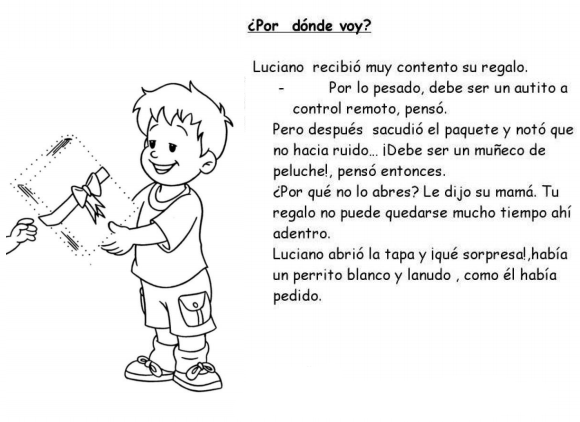 ¿Por dónde voy?
Luciano recibió muy contento su regalo.
- Por lo pesado, debe ser un autito a
control remoto, pensó.
Pero después sacudió el paquete y notó que
no hacia ruido... ¡Debe ser un muñeco de
peluche!, pensó entonces.
¿Por qué no lo abres? Le dijo su mamá. Tu
regalo no puede quedarse mucho tiempo ahí
adentro.
Luciano abrió la tapa y ¡qué sorpresa!,había
un perrito blanco y lanudo , como él había
pedido.